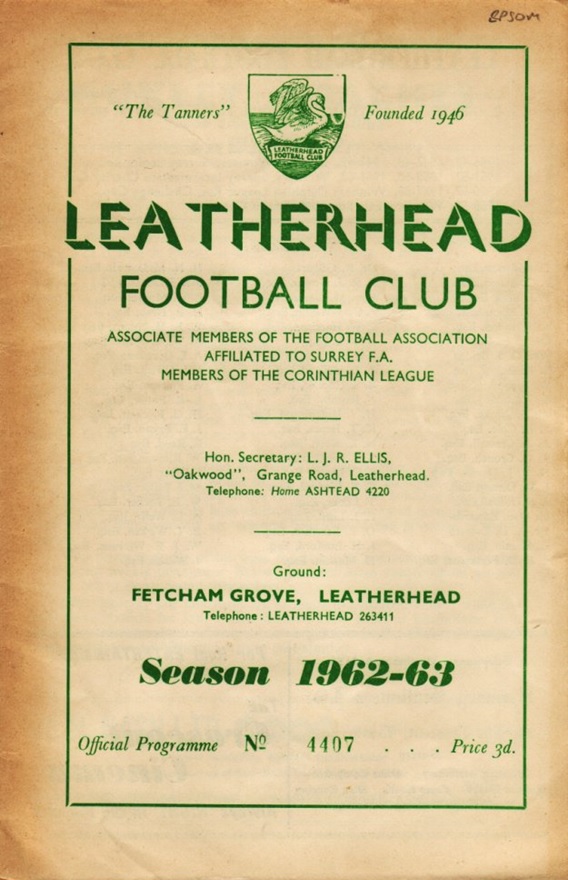 EPSOM
"The Tanners"
Founded 1946
LEATHERHEAD
FOOTBALL CLUB
LEATHERHEAD
FOOTBALL CLUB
ASSOCIATE MEMBERS OF THE FOOTBALL ASSOCIATION
AFFILIATED TO SURREY F.A.
MEMBERS OF THE CORINTHIAN LEAGUE
Hon. Secretary: L. J. R. ELLIS,
"Oakwood", Grange Road, Leatherhead.
Telephone: Home ASHTEAD 4220
Ground:
FETCHAM GROVE, LEATHERHEAD
Telephone: LEATHERHEAD 263411
Season 1962-63
Official Programme Nº 4407 . . . Price 3d.